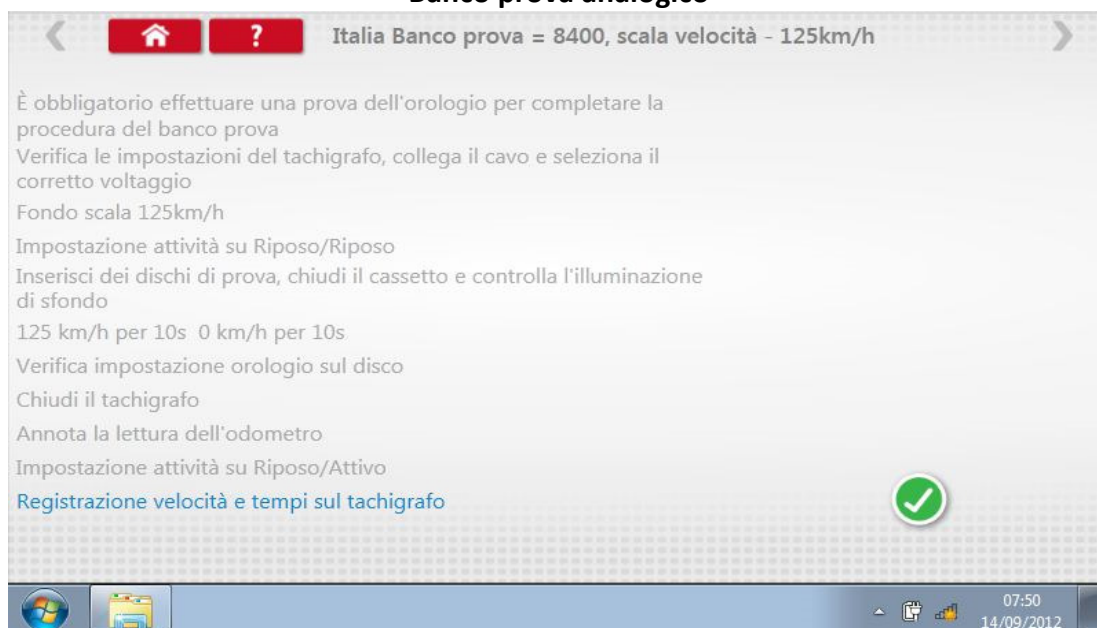 Banco prova analogico
?
Italia Banco prova = 8400, scala velocità - 125km/h
È obbligatorio effettuare una prova dell'orologio per completare la
procedura del banco prova
Verifica le impostazioni del tachigrafo, collega il cavo e seleziona il
corretto voltaggio
Fondo scala 125km/h
Impostazione attività su Riposo/Riposo
Inserisci dei dischi di prova, chiudi il cassetto e controlla l'illuminazione
di sfondo
125 km/h per 10s 0 km/h per 10s
Verifica impostazione orologio sul disco
Chiudi il tachigrafo
Annota la lettura dell'odometro
Impostazione attività su Riposo/Attivo
Registrazione velocità e tempi sul tachigrafo
07:50
14/09/2012